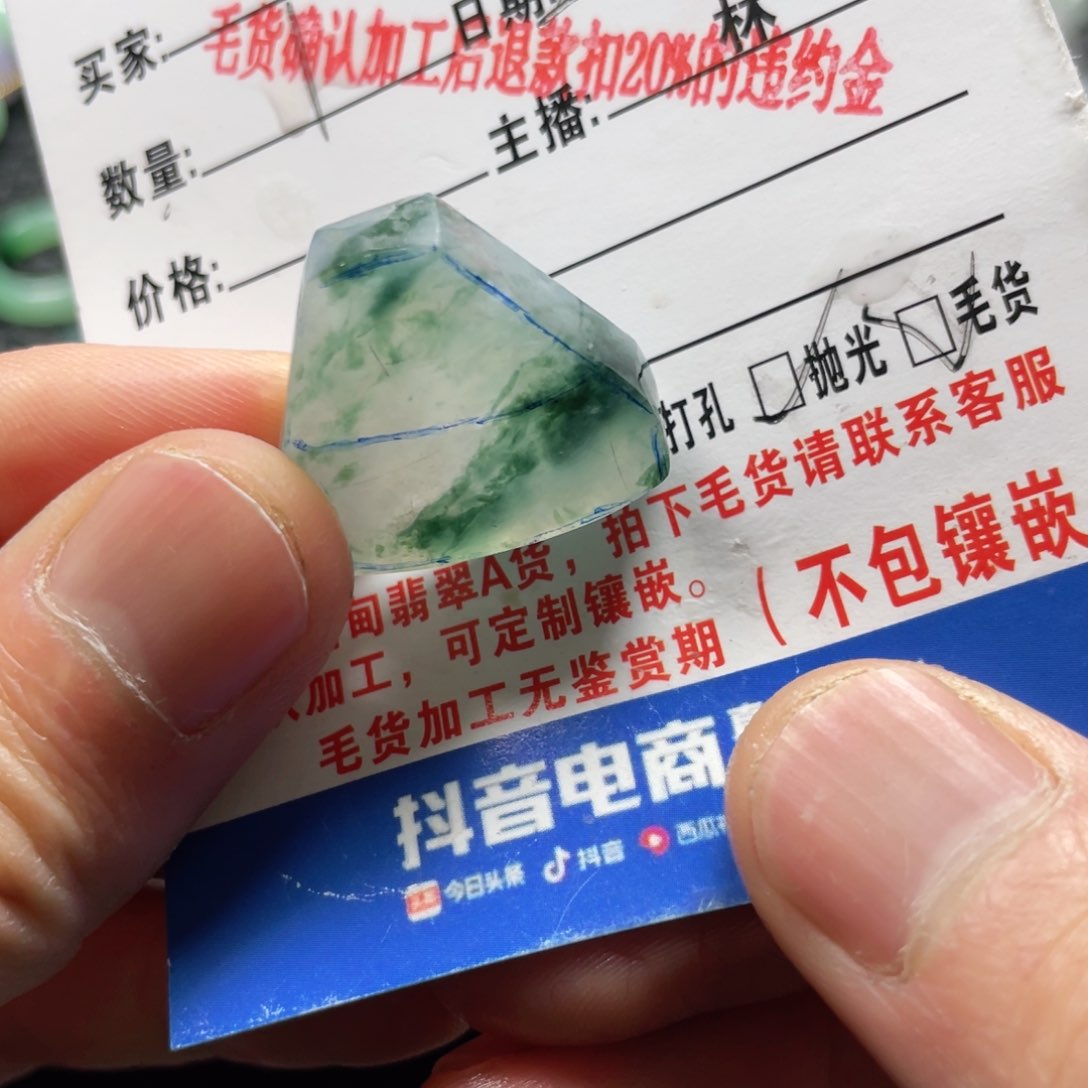 买家: 日期
毛货确认加工后退款扣20%的违约金
林
数量: 主播:
价格:
打孔 抛光 毛货
甸翡翠A货，拍下毛货请联系客服
加工，可定制镶嵌。(不包镶嵌
毛货加工无鉴赏期
抖音电商
今日头条 抖音 西瓜